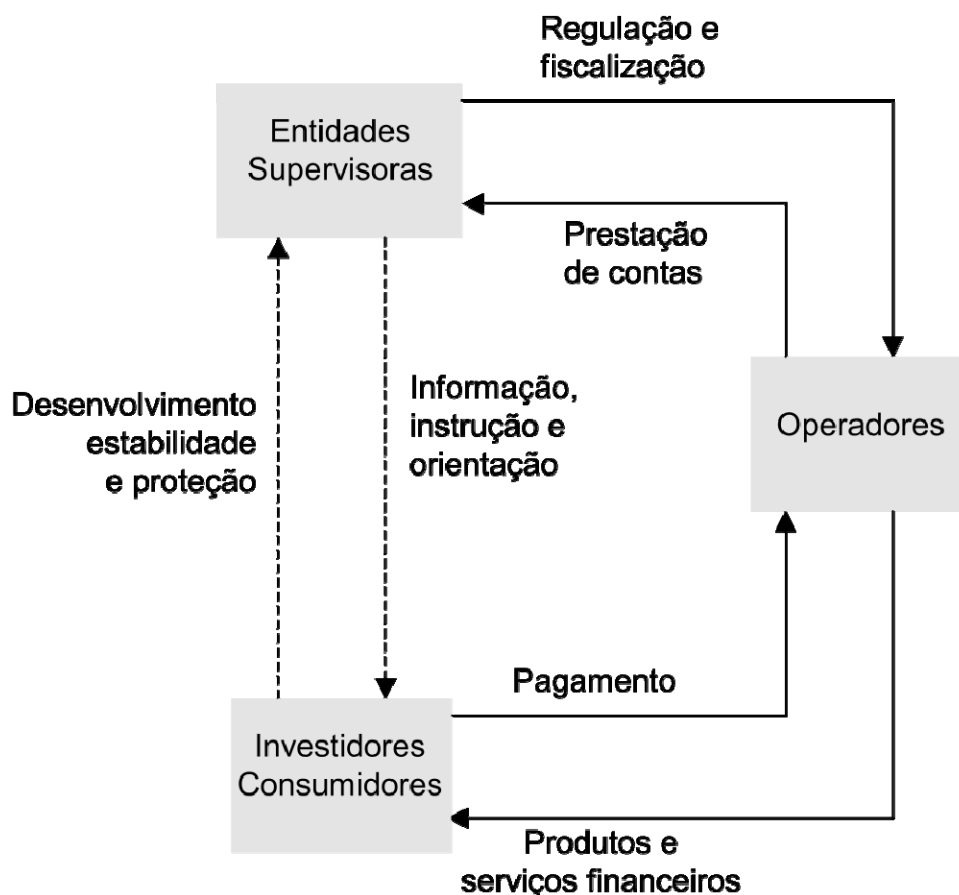 Regulação e
fiscalização
Entidades
Supervisoras
Prestação
de contas
Desenvolvimento
estabilidade
e proteção
Informação,
instrução e
orientação
Operadores
Pagamento
Investidores
Consumidores
Produtos e
serviços financeiros